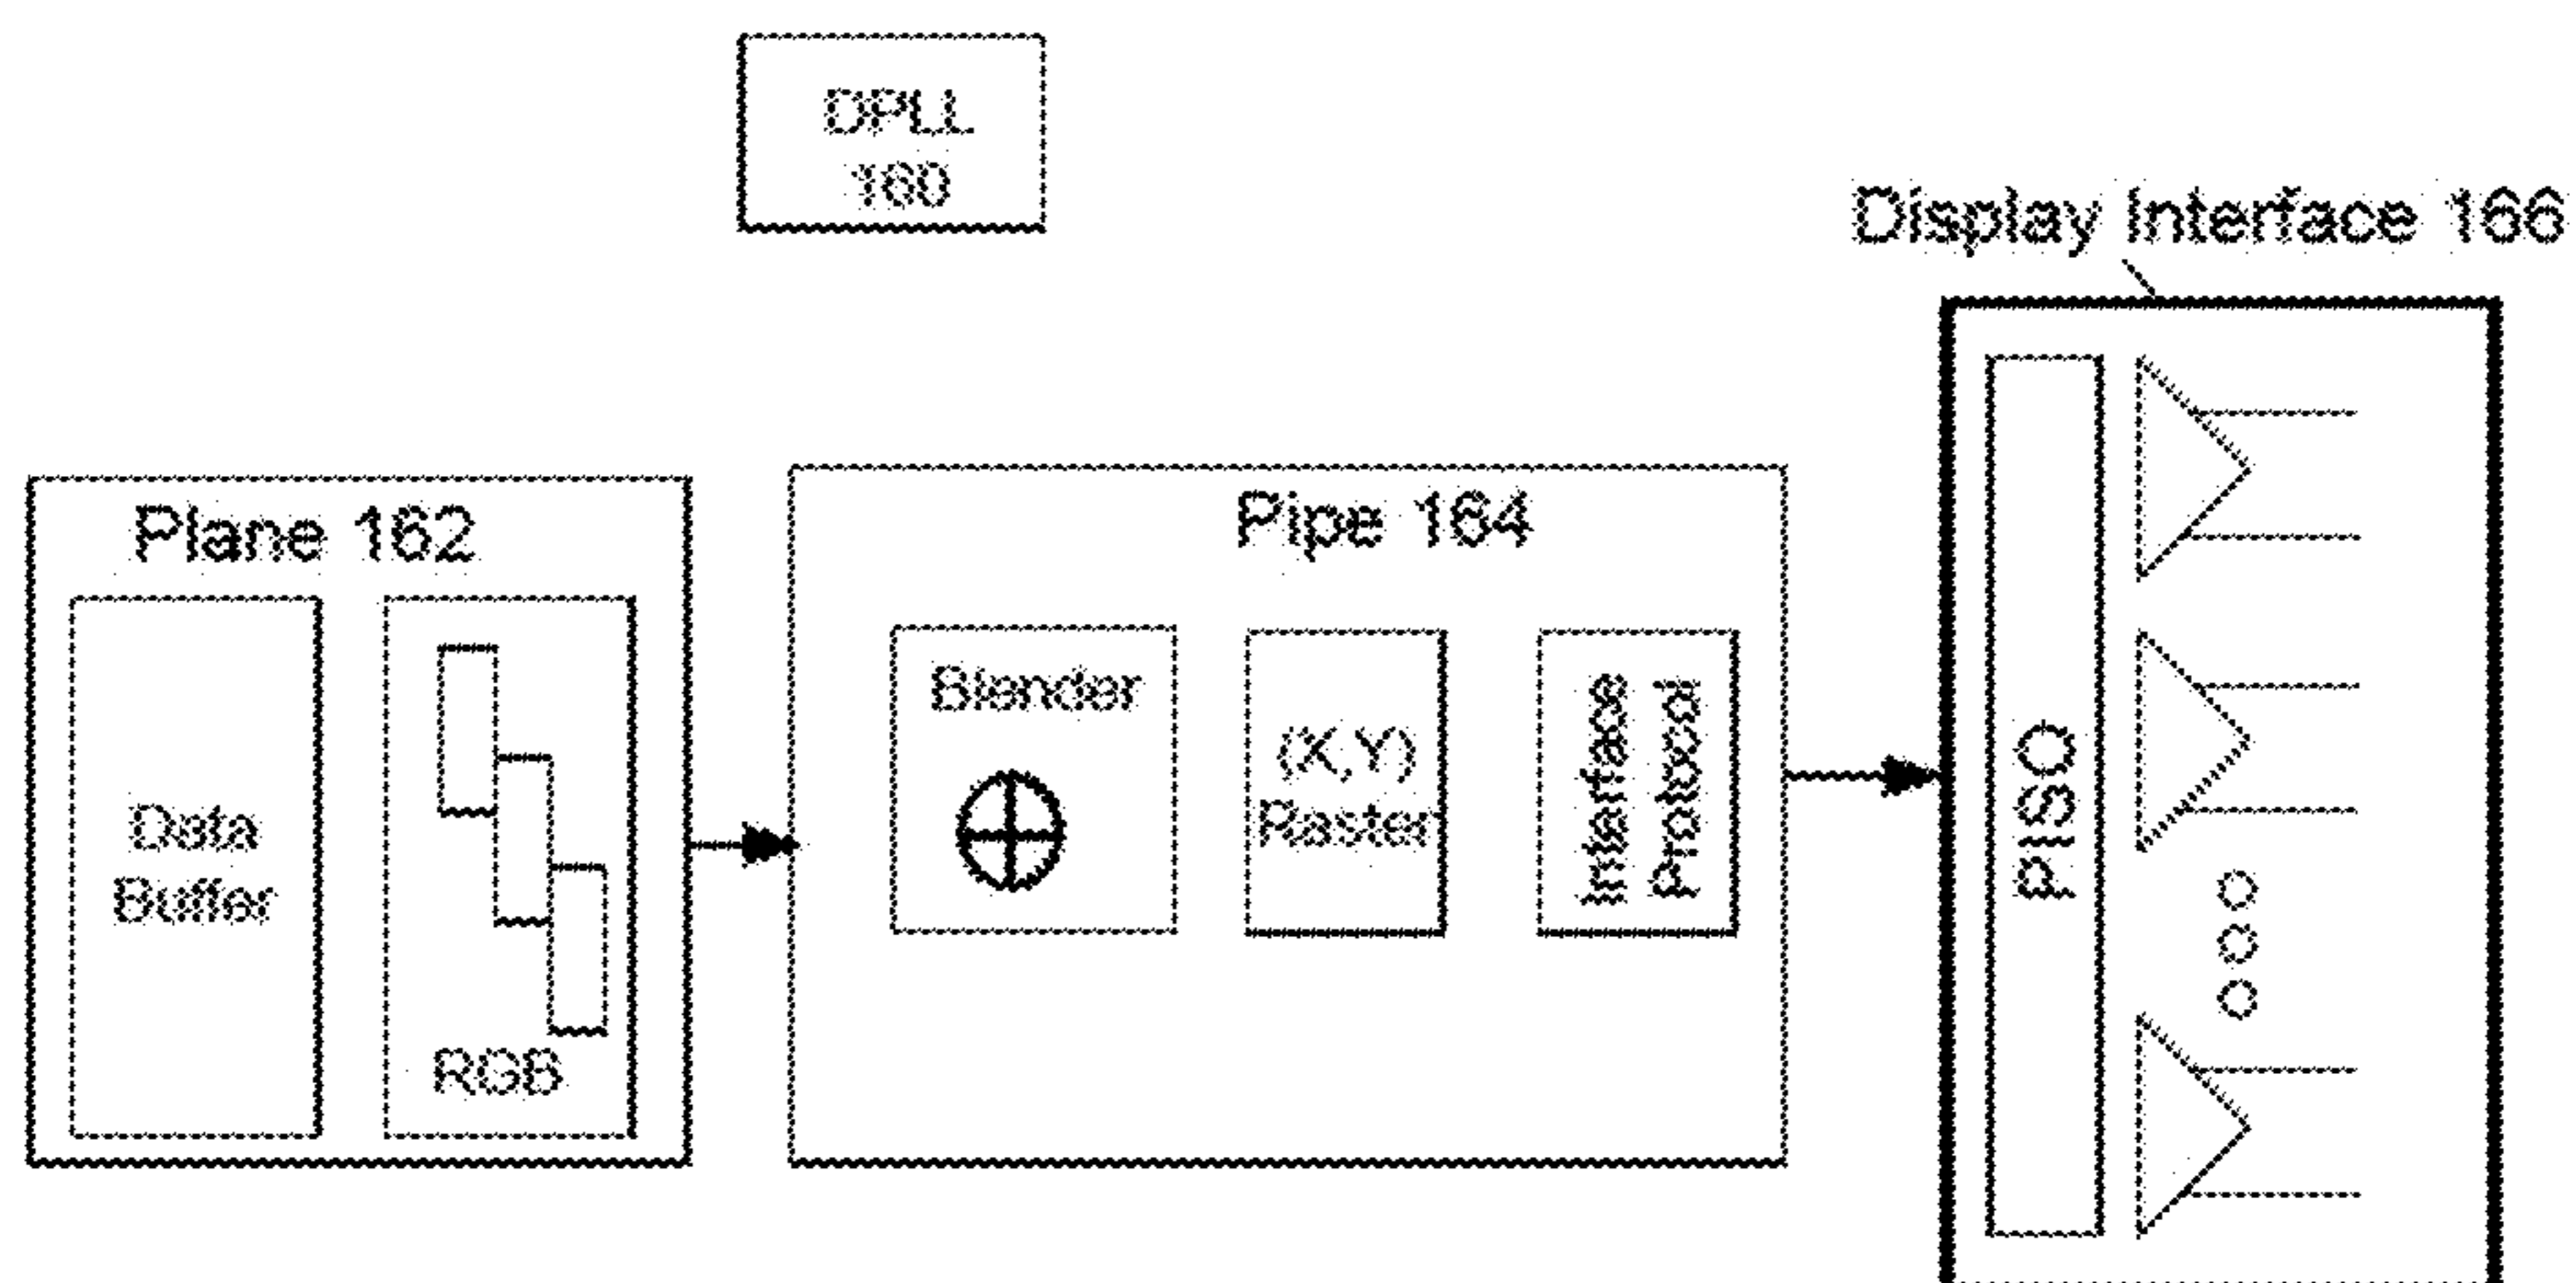 DPLL
160
Display Interface 166
Plane 162
Data
Buffer
RGB
Pipe 164
Blender
(X,Y)
Raster
Interface
Protocol
PISO